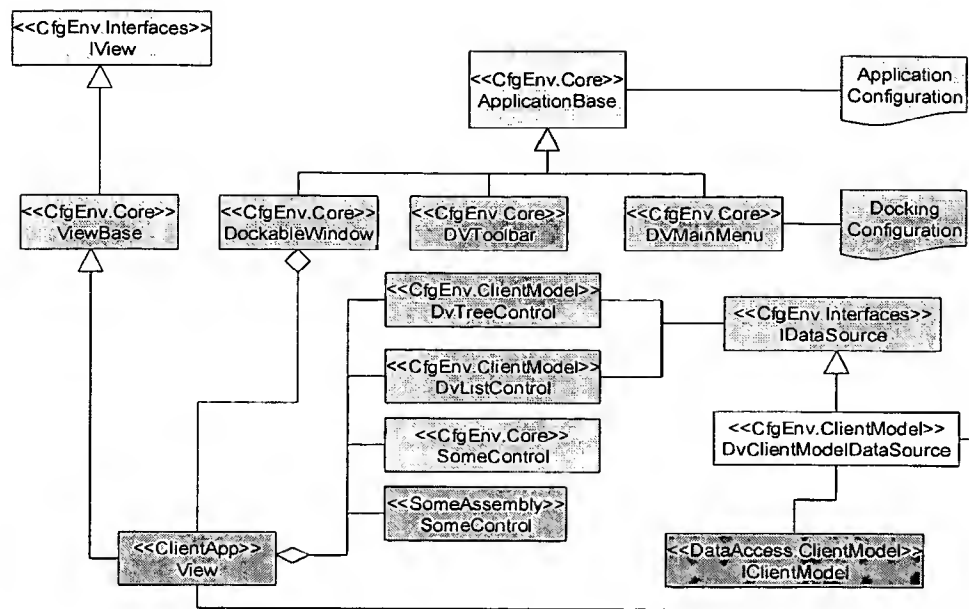 <<CfgEnv.Interfaces>>
IView
<<CfgEnv.Core>>
ApplicationBase
Application
Configuration
<<CfgEnv.Core>>
ViewBase
<<CfgEnv.Core>>
DockableWindow
<<CfgEnv.Core>>
DVToolbar
<<CfgEnv.Core>>
DVMainMenu
Docking
Configuration
<<CfgEnv.ClientModel>>
DvTreeControl
<<CfgEnv.Interfaces>>
IDataSource
<<CfgEnv.ClientModel>>
DvListControl
<<CfgEnv.Core>>
SomeControl
<<CfgEnv.ClientModel>>
DvClientModelDataSource
<<SomeAssembly>>
SomeControl
<<ClientApp>>
View
<<DataAccess.ClientModel>>
IClientModel